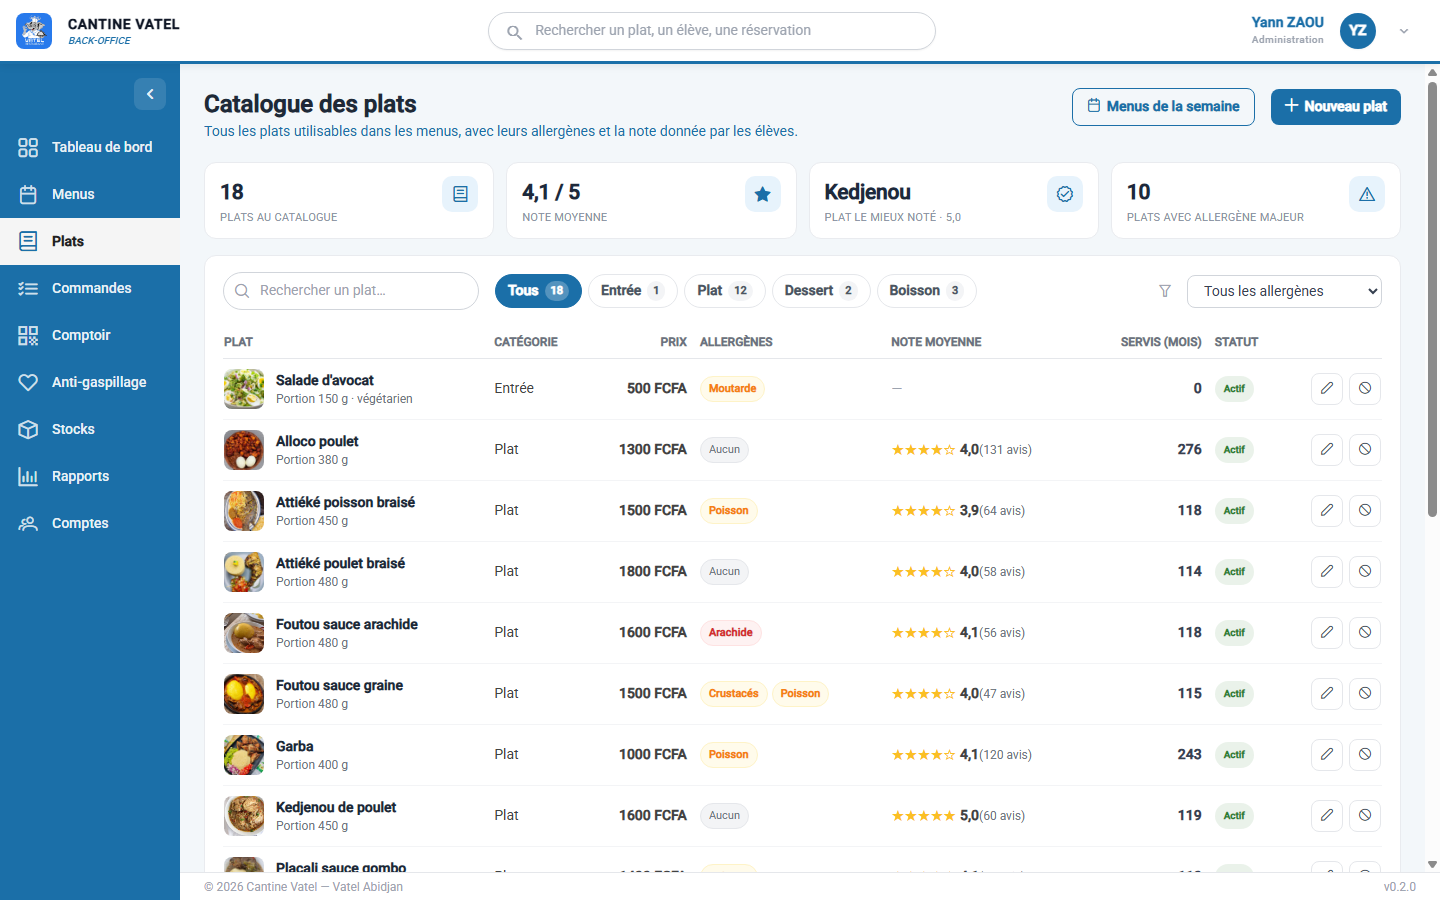 CANTINE VATEL
BACK-OFFICE
Rechercher un plat, un élève, une réservation
Yann ZAOU
Administration
YZ
Tableau de bord
Menus
Plats
Commandes
Comptoir
Anti-gaspillage
Stocks
Rapports
Comptes
Catalogue des plats
Tous les plats utilisables dans les menus, avec leurs allergènes et la note donnée par les élèves.
Menus de la semaine
Nouveau plat
18
PLATS AU CATALOGUE
4,1 / 5
NOTE MOYENNE
Kedjenou
PLAT LE MIEUX NOTÉ · 5,0
10
PLATS AVEC ALLERGÈNE MAJEUR
Rechercher un plat...
Tous 18
Entrée 1
Plat 12
Dessert 2
Boisson 3
Tous les allergènes
PLAT CATÉGORIE PRIX ALLERGÈNES NOTE MOYENNE SERVIS (MOIS) STATUT
Salade d'avocat
Portion 150 g · végétarien
Entrée 500 FCFA Moutarde — 0 Actif
Alloco poulet
Portion 380 g
Plat 1300 FCFA Aucun ★★★★☆ 4,0(131 avis) 276 Actif
Attiéké poisson braisé
Portion 450 g
Plat 1500 FCFA Poisson ★★★★☆ 3,9(64 avis) 118 Actif
Attiéké poulet braisé
Portion 480 g
Plat 1800 FCFA Aucun ★★★★☆ 4,0(58 avis) 114 Actif
Foutou sauce arachide
Portion 480 g
Plat 1600 FCFA Arachide ★★★★☆ 4,1(56 avis) 118 Actif
Foutou sauce graine
Portion 480 g
Plat 1500 FCFA Crustacés Poisson ★★★★☆ 4,0(47 avis) 115 Actif
Garba
Portion 400 g
Plat 1000 FCFA Poisson ★★★★☆ 4,1(120 avis) 243 Actif
Kedjenou de poulet
Portion 450 g
Plat 1600 FCFA Aucun ★★★★★ 5,0(60 avis) 119 Actif
Placali sauce gombo
© 2026 Cantine Vatel — Vatel Abidjan
v0.2.0